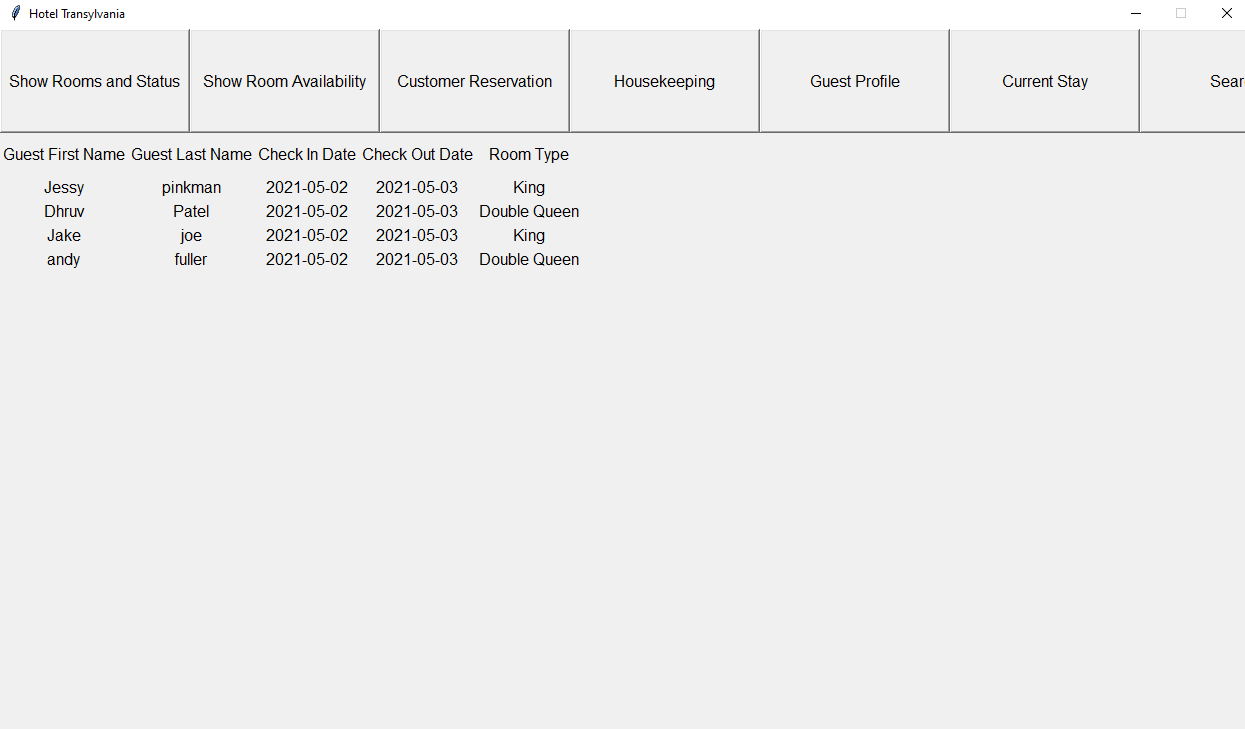 Hotel Transylvania
Show Rooms and Status Show Room Availability Customer Reservation Housekeeping Guest Profile Current Stay Sear
Guest First Name Guest Last Name Check In Date Check Out Date Room Type
Jessy pinkman 2021-05-02 2021-05-03 King
Dhruv Patel 2021-05-02 2021-05-03 Double Queen
Jake joe 2021-05-02 2021-05-03 King
andy fuller 2021-05-02 2021-05-03 Double Queen